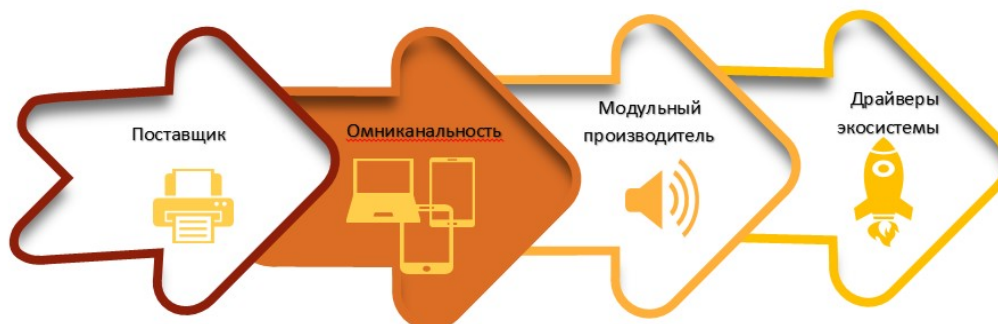 Поставщик
Омниканальность
Модульный
производитель
Драйверы
экосистемы